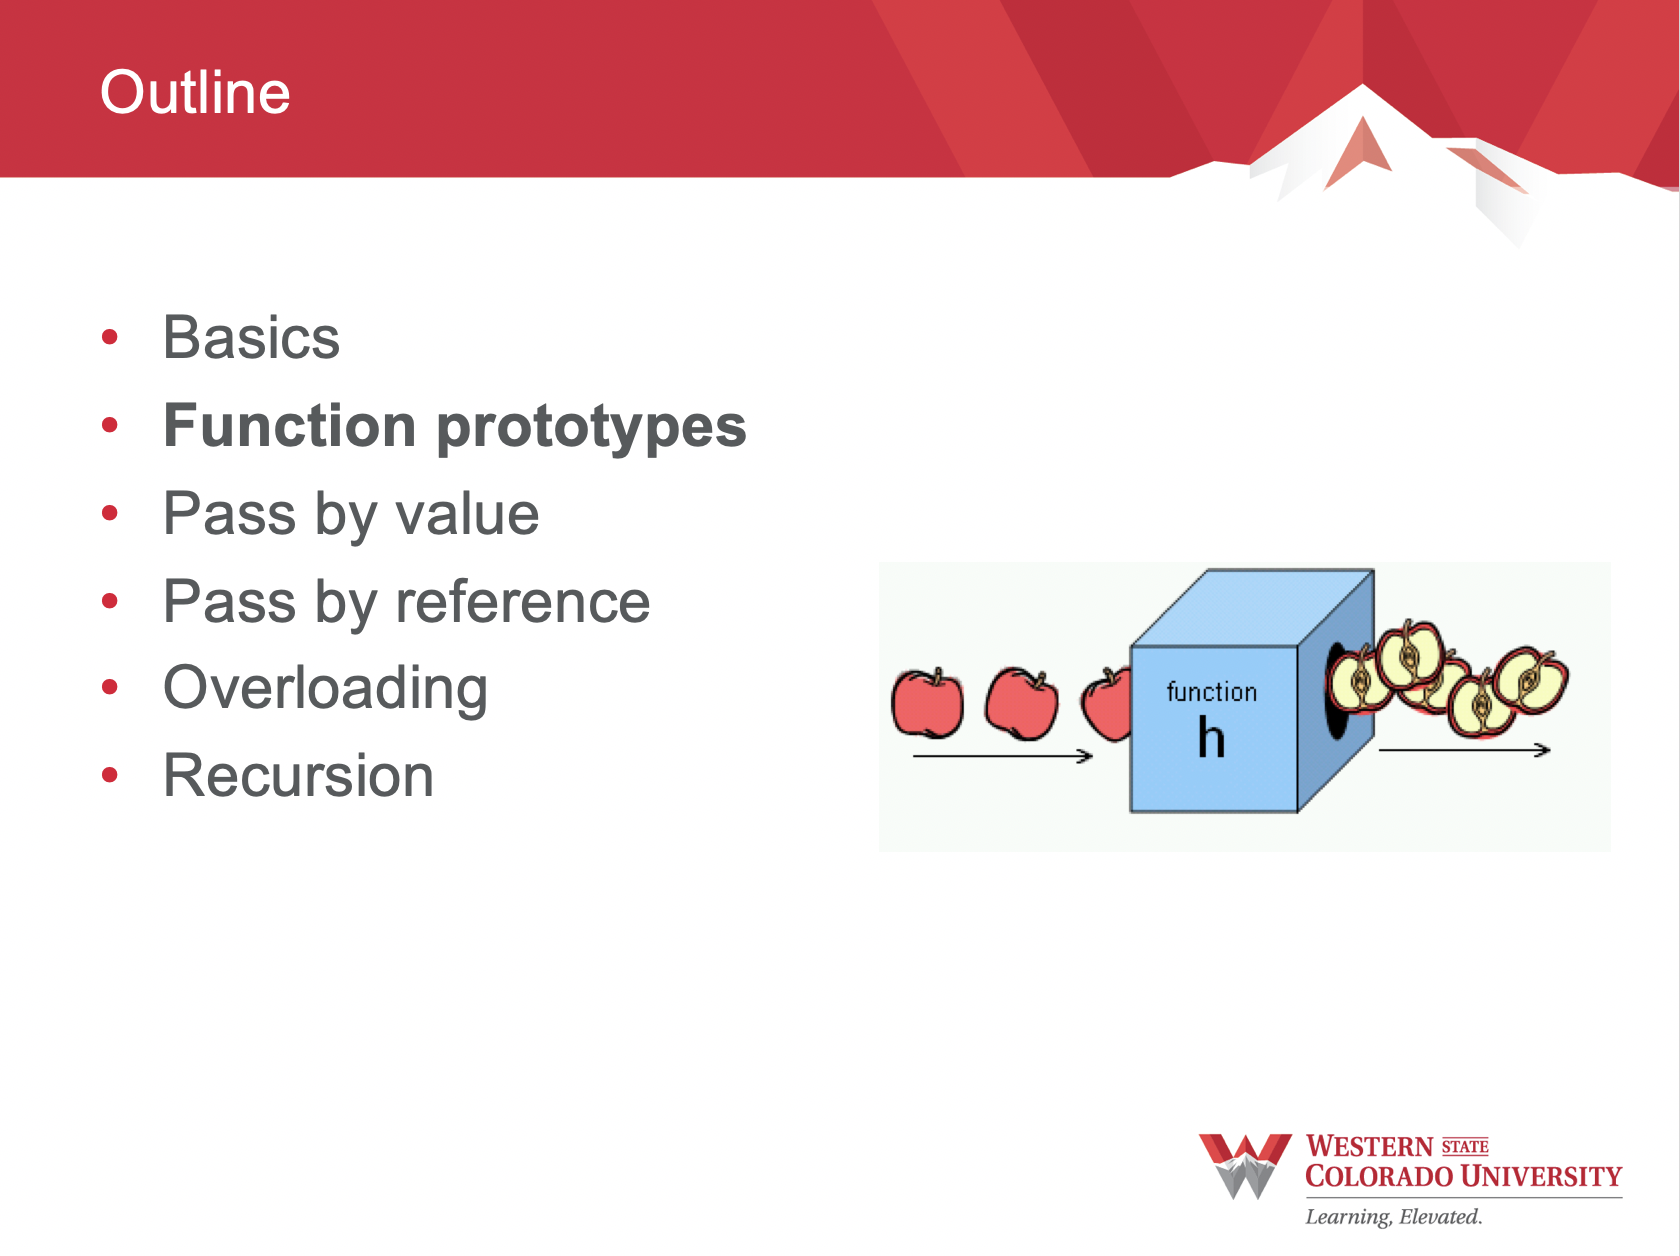 Outline
• Basics
• Function prototypes
• Pass by value
• Pass by reference
• Overloading
• Recursion
function
h
WESTERN STATE
COLORADO UNIVERSITY
Learning, Elevated.